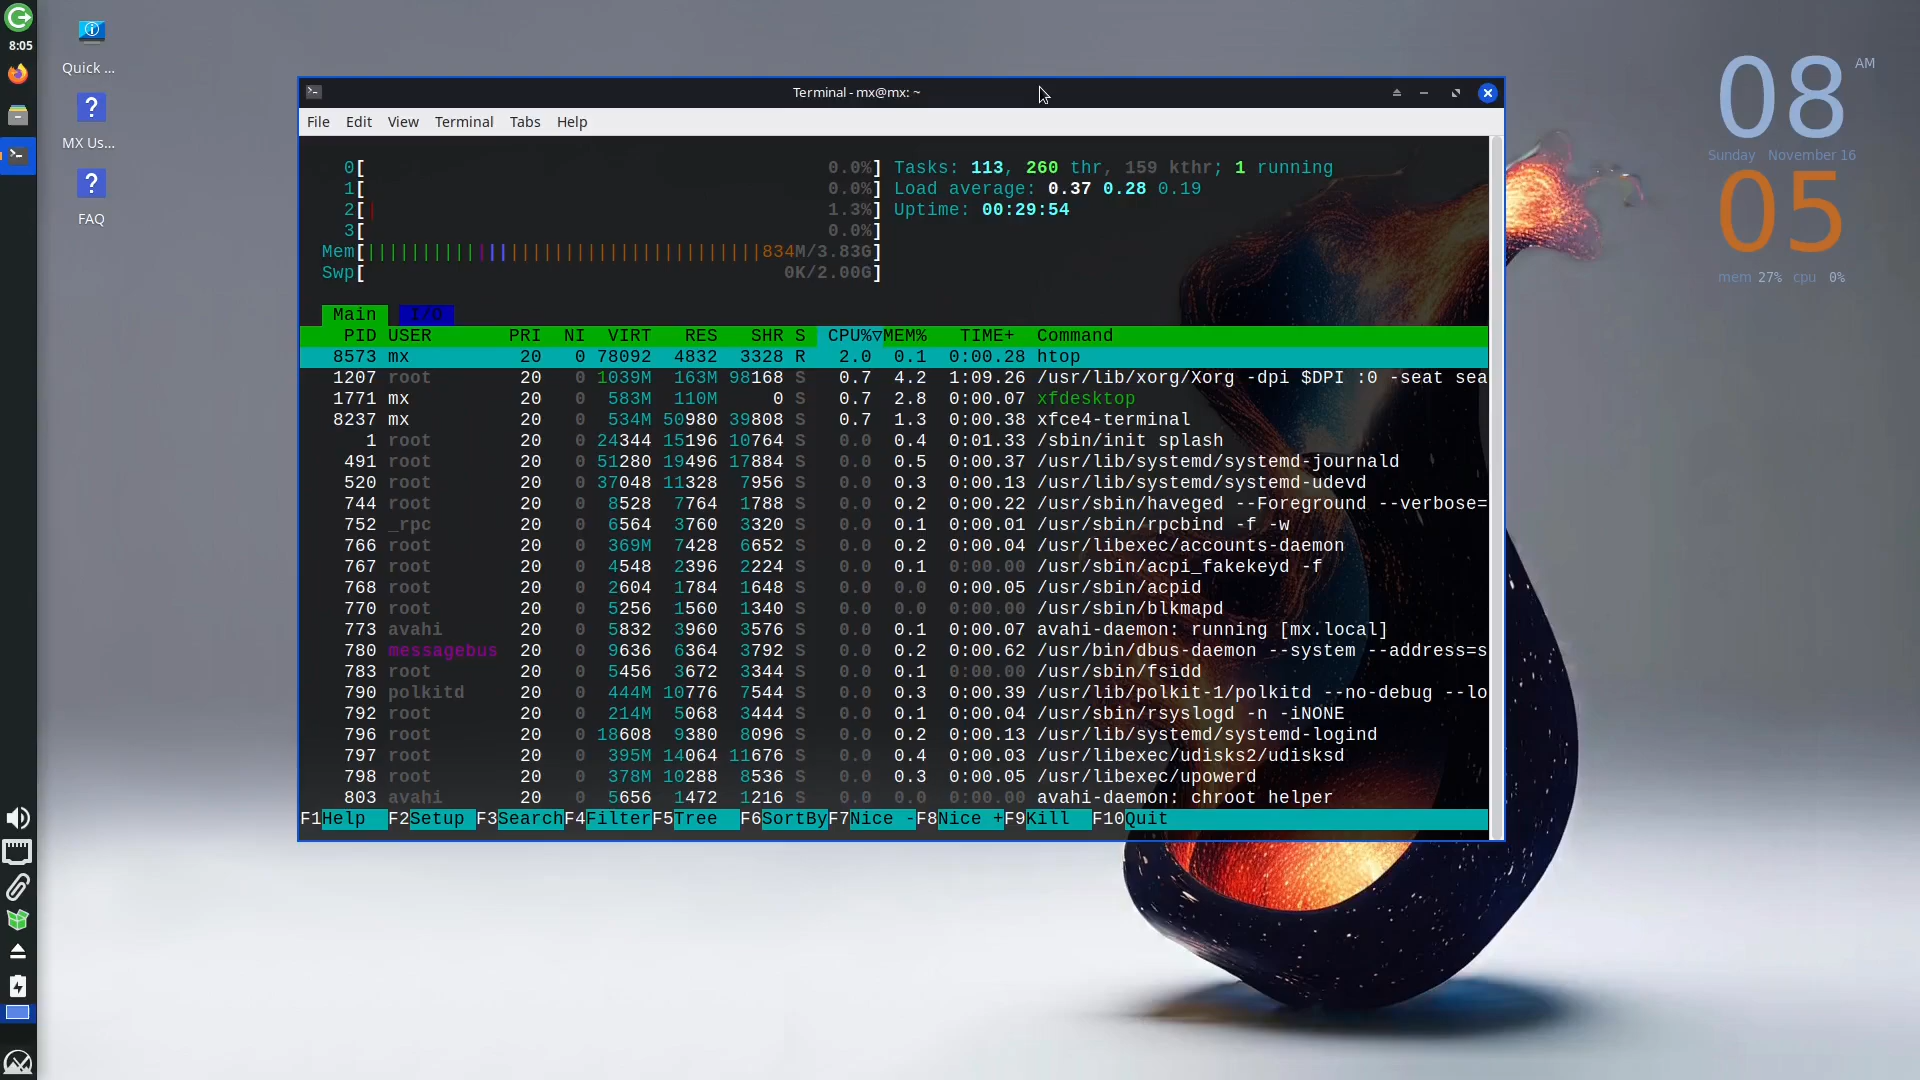 8:05
Quick ...
MX Us...
FAQ
Terminal - mx@mx: ~
File Edit View Terminal Tabs Help
0[ 0.0%] Tasks: 113, 260 thr, 159 kthr; 1 running
1[ 0.0%] Load average: 0.37 0.28 0.19
2[| 1.3%] Uptime: 00:29:54
3[ 0.0%]
Mem[||||||||||||||||||||||||||||||||||||834M/3.83G]
Swp[ 0K/2.00G]
Main I/O
PID USER PRI NI VIRT RES SHR S CPU%▽MEM% TIME+ Command
8573 mx 20 0 78092 4832 3328 R 2.0 0.1 0:00.28 htop
1207 root 20 0 1039M 163M 98168 S 0.7 4.2 1:09.26 /usr/lib/xorg/Xorg -dpi $DPI :0 -seat sea
1771 mx 20 0 583M 110M 0 S 0.7 2.8 0:00.07 xfdesktop
8237 mx 20 0 534M 50980 39808 S 0.7 1.3 0:00.38 xfce4-terminal
1 root 20 0 24344 15196 10764 S 0.0 0.4 0:01.33 /sbin/init splash
491 root 20 0 51280 19496 17884 S 0.0 0.5 0:00.37 /usr/lib/systemd/systemd-journald
520 root 20 0 37048 11328 7956 S 0.0 0.3 0:00.13 /usr/lib/systemd/systemd-udevd
744 root 20 0 8528 7764 1788 S 0.0 0.2 0:00.22 /usr/sbin/haveged --Foreground --verbose=
752 _rpc 20 0 6564 3760 3320 S 0.0 0.1 0:00.01 /usr/sbin/rpcbind -f -w
766 root 20 0 369M 7428 6652 S 0.0 0.2 0:00.04 /usr/libexec/accounts-daemon
767 root 20 0 4548 2396 2224 S 0.0 0.1 0:00.00 /usr/sbin/acpi_fakekeyd -f
768 root 20 0 2604 1784 1648 S 0.0 0.0 0:00.05 /usr/sbin/acpid
770 root 20 0 5256 1560 1340 S 0.0 0.0 0:00.00 /usr/sbin/blkmapd
773 avahi 20 0 5832 3960 3576 S 0.0 0.1 0:00.07 avahi-daemon: running [mx.local]
780 messagebus 20 0 9636 6364 3792 S 0.0 0.2 0:00.62 /usr/bin/dbus-daemon --system --address=s
783 root 20 0 5456 3672 3344 S 0.0 0.1 0:00.00 /usr/sbin/fsidd
790 polkitd 20 0 444M 10776 7544 S 0.0 0.3 0:00.39 /usr/lib/polkit-1/polkitd --no-debug --lo
792 root 20 0 214M 5068 3444 S 0.0 0.1 0:00.04 /usr/sbin/rsyslogd -n -iNONE
796 root 20 0 18608 9380 8096 S 0.0 0.2 0:00.13 /usr/lib/systemd/systemd-logind
797 root 20 0 395M 14064 11676 S 0.0 0.4 0:00.03 /usr/libexec/udisks2/udisksd
798 root 20 0 378M 10288 8536 S 0.0 0.3 0:00.05 /usr/libexec/upowerd
803 avahi 20 0 5656 1472 1216 S 0.0 0.0 0:00.00 avahi-daemon: chroot helper
F1Help F2Setup F3SearchF4FilterF5Tree F6SortByF7Nice -F8Nice +F9Kill F10Quit
08 AM
Sunday November 16
05
mem 27% cpu 0%